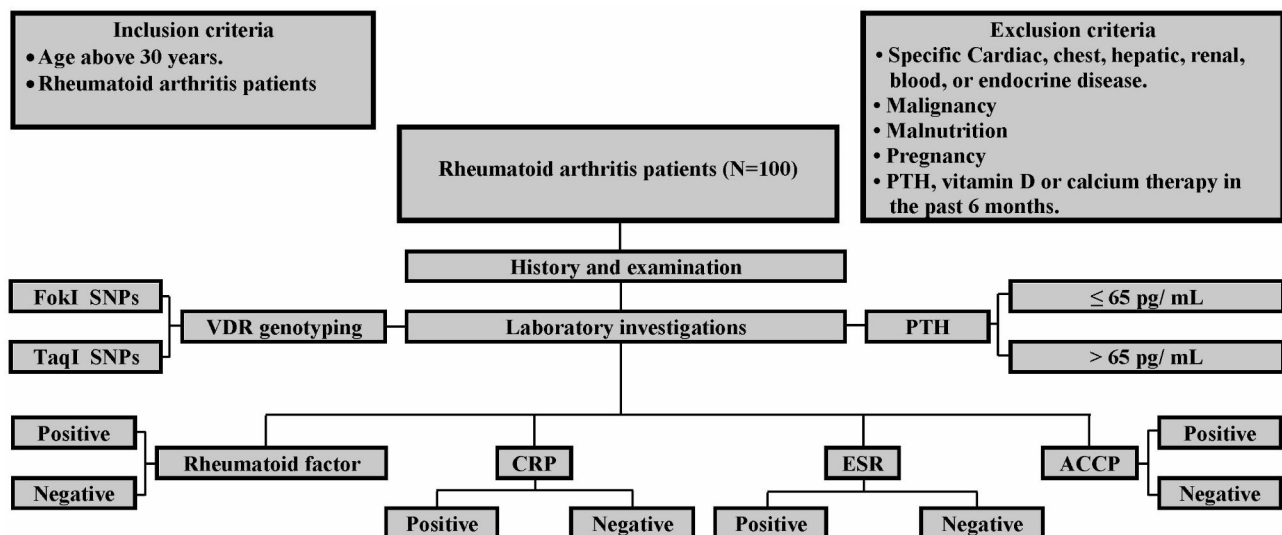 Inclusion criteria
• Age above 30 years.
• Rheumatoid arthritis patients
Exclusion criteria
• Specific Cardiac, chest, hepatic, renal,
blood, or endocrine disease.
• Malignancy
• Malnutrition
• Pregnancy
• PTH, vitamin D or calcium therapy in
the past 6 months.
Rheumatoid arthritis patients (N=100)
History and examination
FokI SNPs
TaqI SNPs
VDR genotyping
Laboratory investigations
PTH
≤ 65 pg/ mL
> 65 pg/ mL
Positive
Negative
Rheumatoid factor
CRP
Positive
Negative
ESR
Positive
Negative
ACCP
Positive
Negative